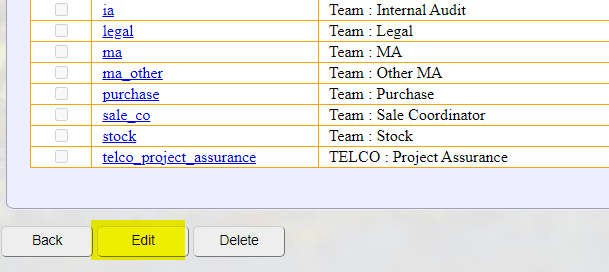 ia Team : Internal Audit
legal Team : Legal
ma Team : MA
ma_other Team : Other MA
purchase Team : Purchase
sale_co Team : Sale Coordinator
stock Team : Stock
telco_project_assurance TELCO : Project Assurance
Back Edit Delete